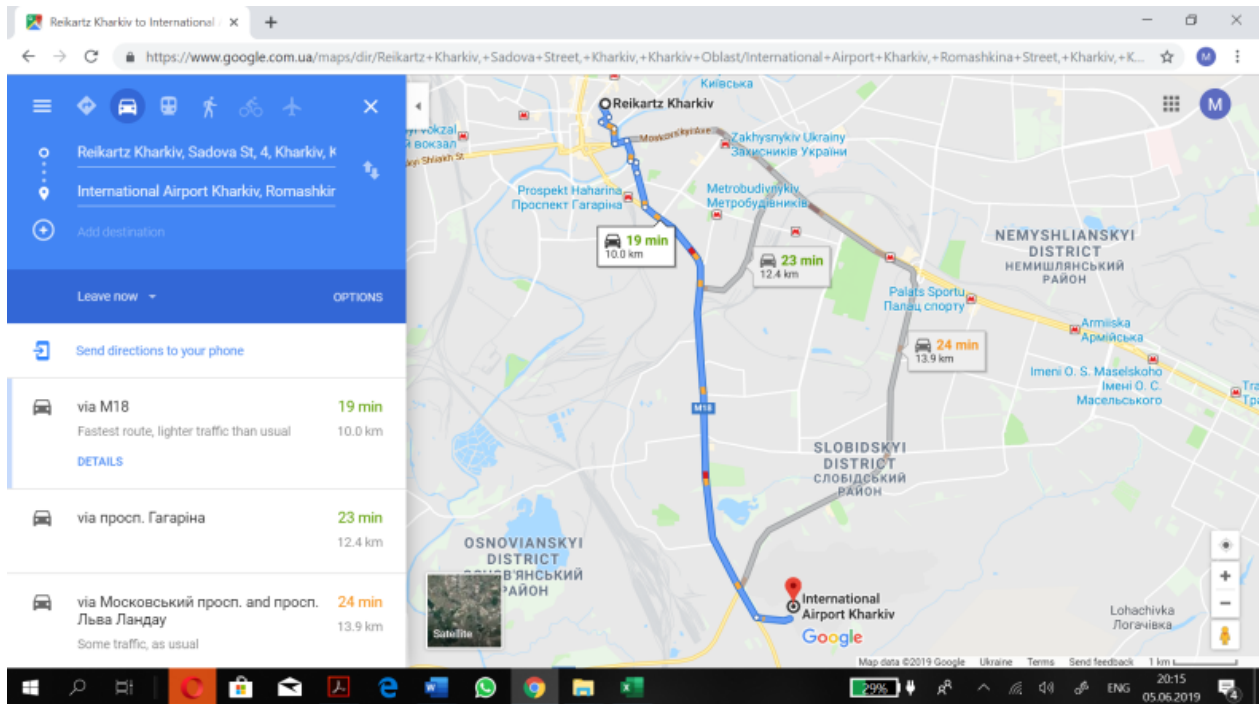 Reikartz Kharkiv to International
https://www.google.com.ua/maps/dir/Reikartz+Kharkiv,+Sadova+Street,+Kharkiv,+Kharkiv+Oblast/International+Airport+Kharkiv,+Romashkina+Street,+Kharkiv,+K...
M
Reikartz Kharkiv, Sadova St, 4, Kharkiv, K
International Airport Kharkiv, Romashkir
Add destination
Leave now
OPTIONS
Send directions to your phone
via M18
19 min
Fastest route, lighter traffic than usual
10.0 km
DETAILS
via просп. Гагаріна
23 min
12.4 km
via Московський просп. and просп.
Льва Ландау
24 min
13.9 km
Some traffic, as usual
Київська
Reikartz Kharkiv
M
вокзал
Shliakh St
Zakhysnykiv Ukrainy
Захисників України
Prospekt Haharina
Проспект Гагаріна
Metrobudivnykiv
Метробудівників
19 min
10.0 km
23 min
12.4 km
NEMYSHLIANSKYI
DISTRICT
НЕМИШЛЯНСЬКИЙ
РАЙОН
Palats Sportu
Палац спорту
Armiiska
Армійська
24 min
13.9 km
Imeni O. S. Maselskoho
Імені О. С.
Масельського
M18
SLOBIDSKYI
DISTRICT
СЛОБІДСЬКИЙ
РАЙОН
OSNOVIANSKYI
DISTRICT
РАЙОН
Satellite
International
Airport Kharkiv
Google
Lohachivka
Логачівка
Map data ©2019 Google
Ukraine
Terms
Send feedback
1 km
29%
ENG
20:15
05.06.2019
4